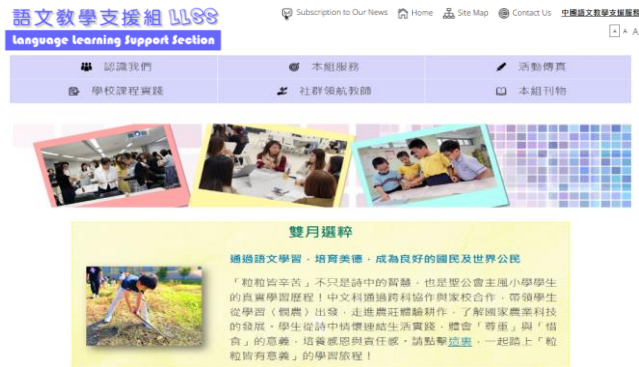 語文教學支援組 LLSS
Language Learning Support Section
Subscription to Our News
Home
Site Map
Contact Us
中國語文教學支援服務
A A A
認識我們
本組服務
活動傳真
學校課程實踐
社群領航教師
本組刊物
雙月選粹
通過語文學習，培育美德，成為良好的國民及世界公民
「粒粒皆辛苦」不只是詩中的智慧，也是聖公會主風小學學生
的真實學習歷程！中文科通過跨科協作與家校合作，帶領學生
從學習〈憫農〉出發，走進農莊體驗耕作，了解國家農業科技
的發展。學生從詩中情懷連結生活實踐，體會「尊重」與「惜
食」的意義，培養感恩與責任感。請點擊這裏，一起踏上「粒
粒皆有意義」的學習旅程！